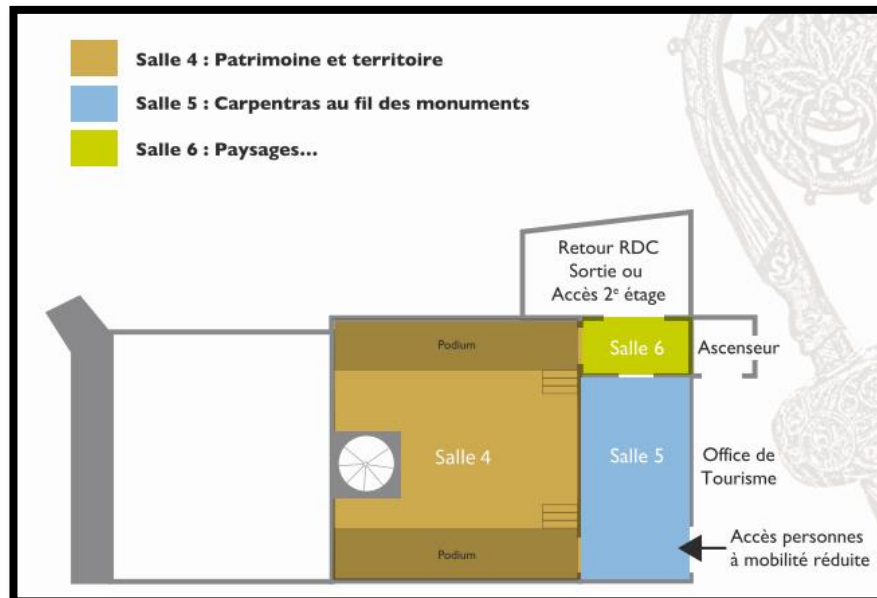 Salle 4 : Patrimoine et territoire
Salle 5 : Carpentras au fil des monuments
Salle 6 : Paysages...
Retour RDC
Sortie ou
Accès 2e étage
Podium
Salle 6
Ascenseur
Salle 4
Salle 5
Office de
Tourisme
Podium
Accès personnes
à mobilité réduite